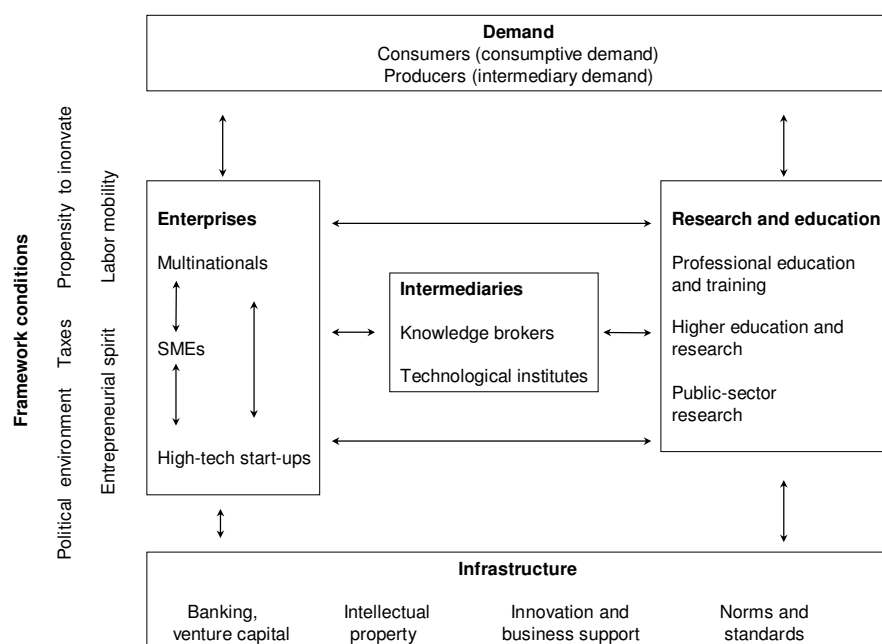 Demand
Consumers (consumptive demand)
Producers (intermediary demand)
Framework conditions
Political environment Taxes Propensity to inonvate
Entrepreneurial spirit Labor mobility
Enterprises
Multinationals
SMEs
High-tech start-ups
Intermediaries
Knowledge brokers
Technological institutes
Research and education
Professional education
and training
Higher education and
research
Public-sector
research
Infrastructure
Banking,
venture capital
Intellectual
property
Innovation and
business support
Norms and
standards